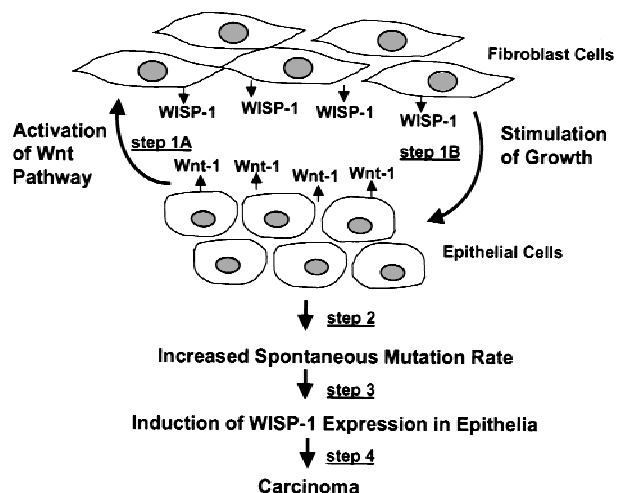 Fibroblast Cells
WISP-1 WISP-1 WISP-1 WISP-1
Activation
of Wnt
Pathway
step 1A
step 1B
Stimulation
of Growth
Wnt-1 Wnt-1 Wnt-1 Wnt-1
Epithelial Cells
step 2
Increased Spontaneous Mutation Rate
step 3
Induction of WISP-1 Expression in Epithelia
step 4
Carcinoma